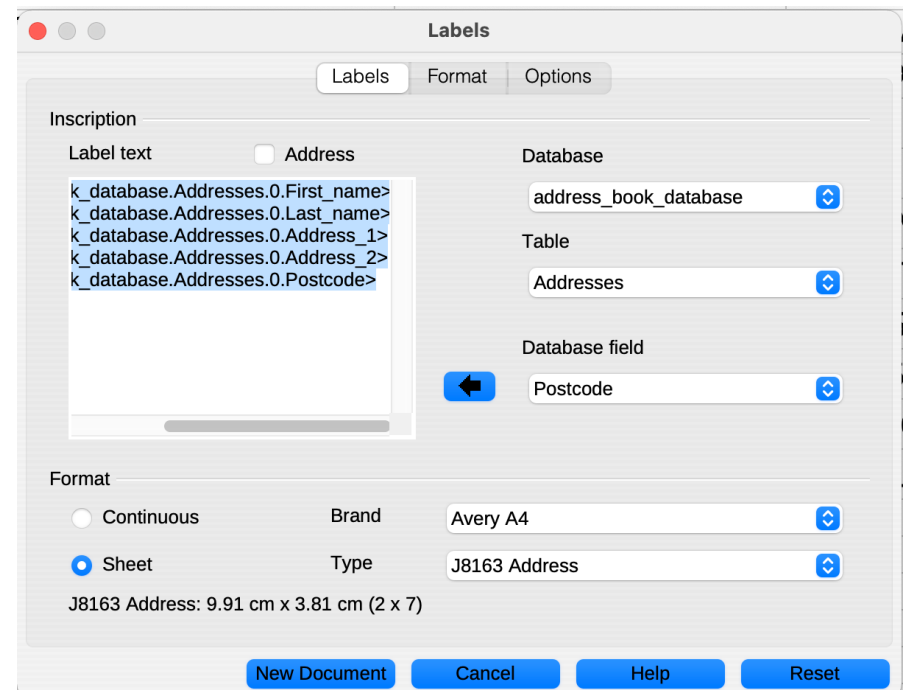 Labels
Labels Format Options
Inscription
Label text Address Database
k_database.Addresses.0.First_name>
k_database.Addresses.0.Last_name>
k_database.Addresses.0.Address_1>
k_database.Addresses.0.Address_2>
k_database.Addresses.0.Postcode>
address_book_database
Table
Addresses
Database field
Postcode
Format
Continuous Brand Avery A4
Sheet Type J8163 Address
J8163 Address: 9.91 cm x 3.81 cm (2 x 7)
New Document Cancel Help Reset